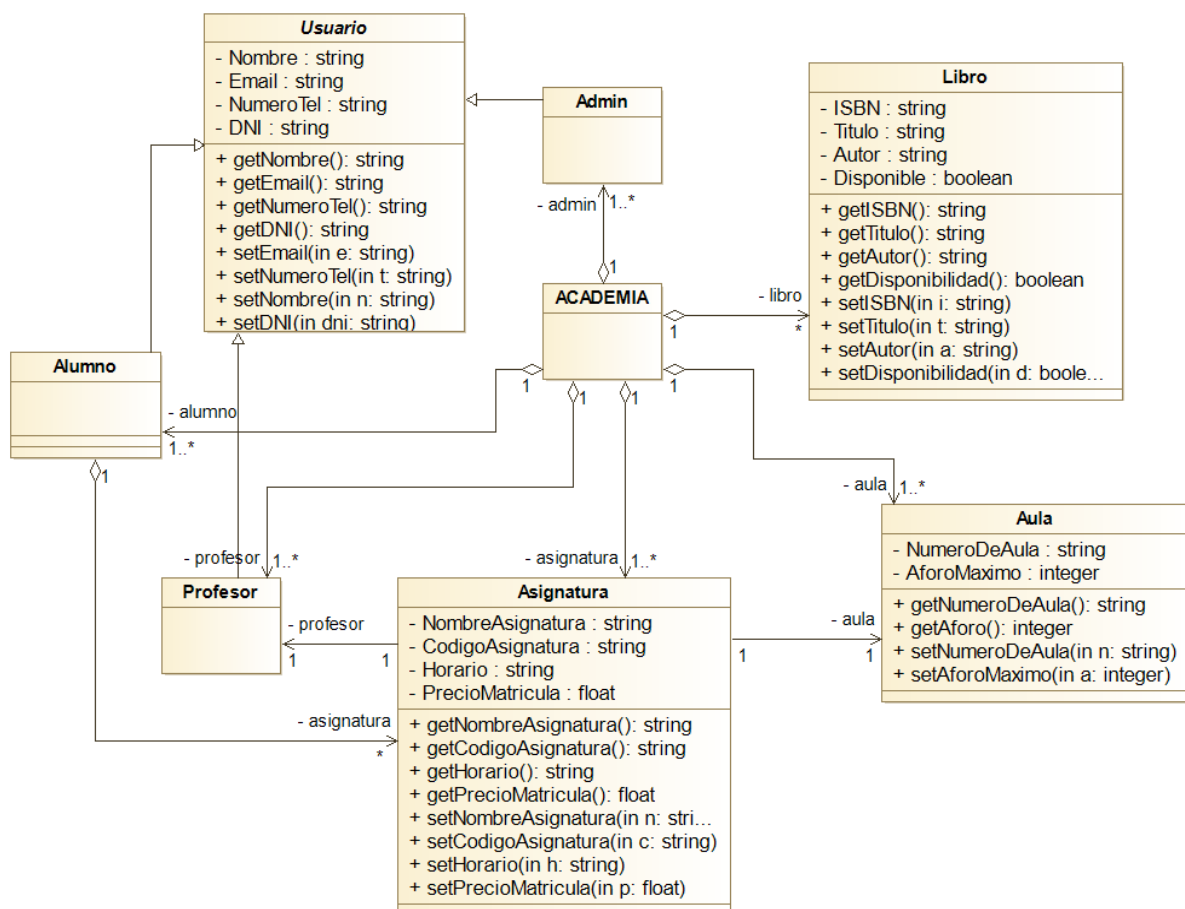 Usuario
- Nombre : string
- Email : string
- NumeroTel : string
- DNI : string
+ getNombre(): string
+ getEmail(): string
+ getNumeroTel(): string
+ getDNI(): string
+ setEmail(in e: string)
+ setNumeroTel(in t: string)
+ setNombre(in n: string)
+ setDNI(in dni: string)
Admin
- admin
1..*
1
Libro
- ISBN : string
- Titulo : string
- Autor : string
- Disponible : boolean
+ getISBN(): string
+ getTitulo(): string
+ getAutor(): string
+ getDisponibilidad(): boolean
+ setISBN(in i: string)
+ setTitulo(in t: string)
+ setAutor(in a: string)
+ setDisponibilidad(in d: boole...
ACADEMIA
1
- libro
*
1
1
1
1
Alumno
- alumno
1..*
1
- profesor
1..*
- asignatura
1..*
- aula
1..*
Profesor
- profesor
1
1
Asignatura
- NombreAsignatura : string
- CodigoAsignatura : string
- Horario : string
- PrecioMatricula : float
+ getNombreAsignatura(): string
+ getCodigoAsignatura(): string
+ getHorario(): string
+ getPrecioMatricula(): float
+ setNombreAsignatura(in n: stri...
+ setCodigoAsignatura(in c: string)
+ setHorario(in h: string)
+ setPrecioMatricula(in p: float)
- asignatura
*
- aula
1
1
Aula
- NumeroDeAula : string
- AforoMaximo : integer
+ getNumeroDeAula(): string
+ getAforo(): integer
+ setNumeroDeAula(in n: string)
+ setAforoMaximo(in a: integer)